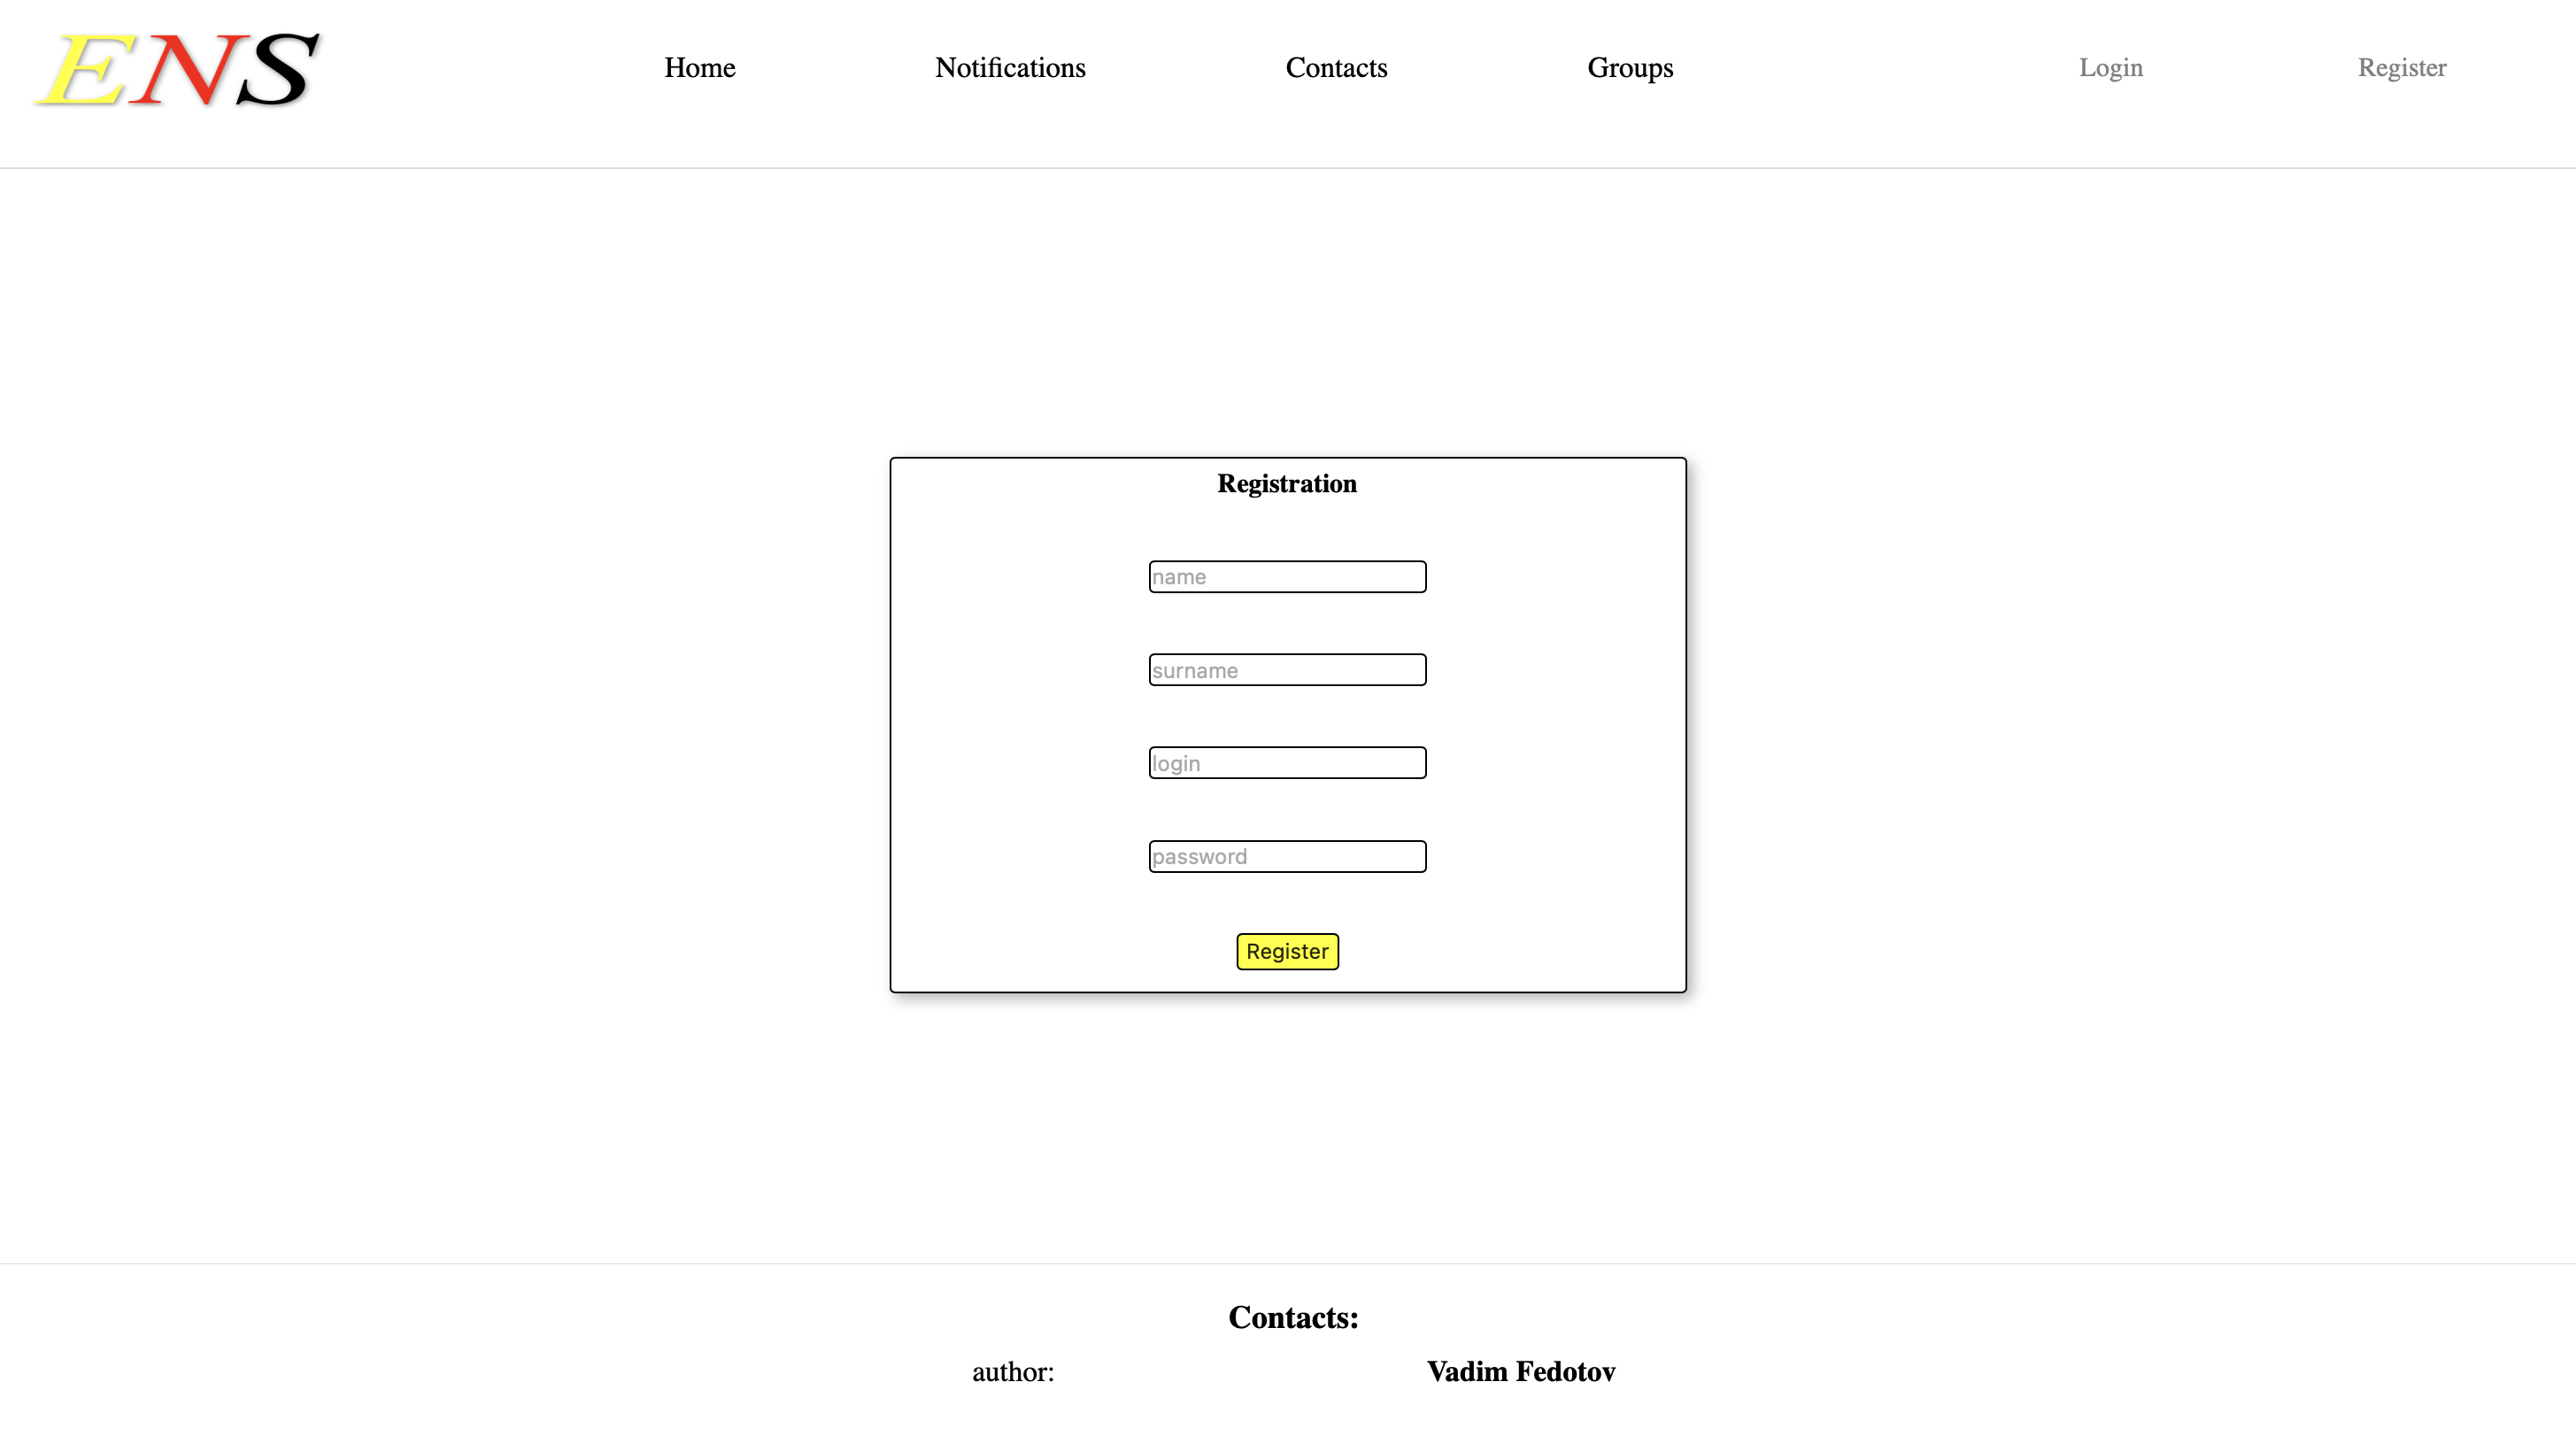 ENS Home Notifications Contacts Groups Login Register
Registration
name
surname
login
password
Register
Contacts:
author: Vadim Fedotov